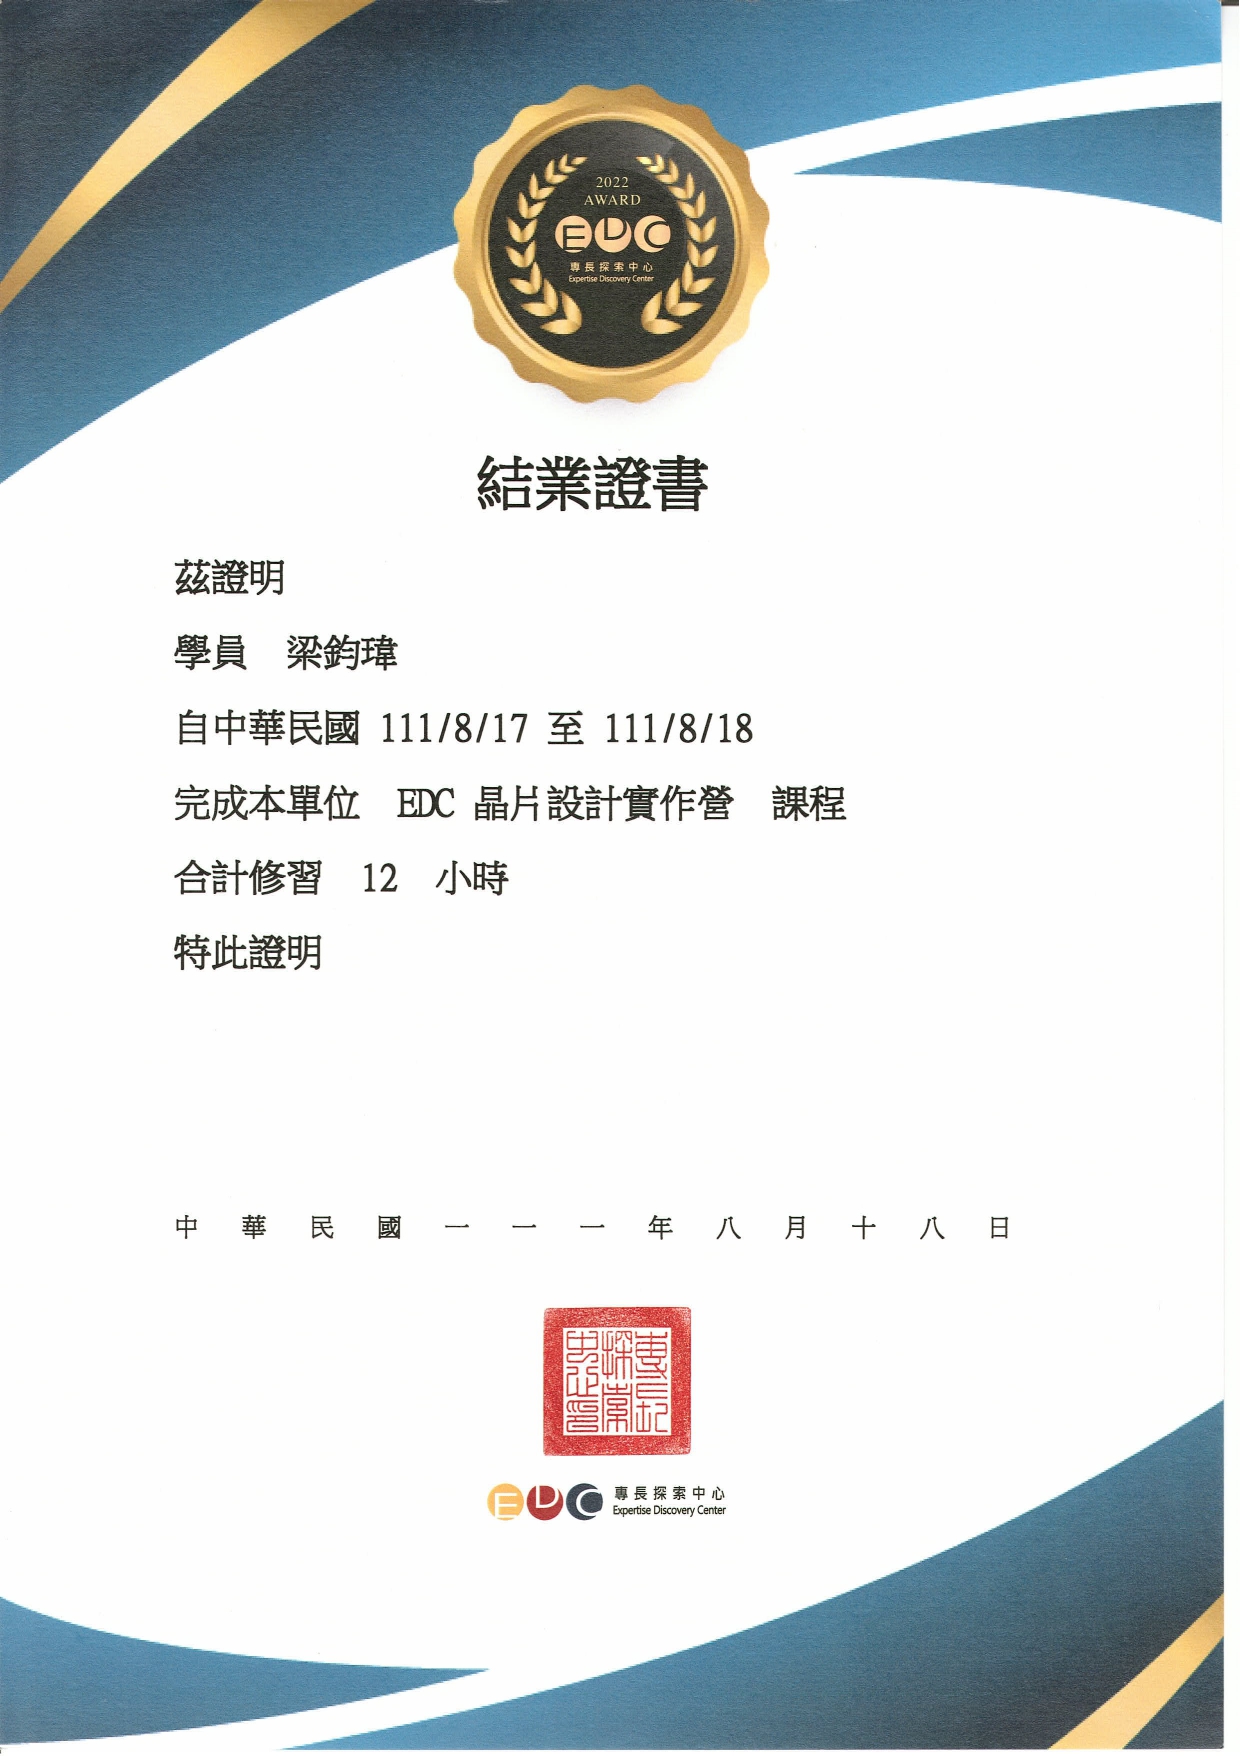 2022
AWARD
EDC
專長探索中心
Expertise Discovery Center
結業證書
茲證明
學員 梁鈞瑋
自中華民國 111/8/17 至 111/8/18
完成本單位 EDC 晶片設計實作營 課程
合計修習 12 小時
特此證明
中華民國一一一年八月十八日
專長探索中心印
EDC 專長探索中心
Expertise Discovery Center